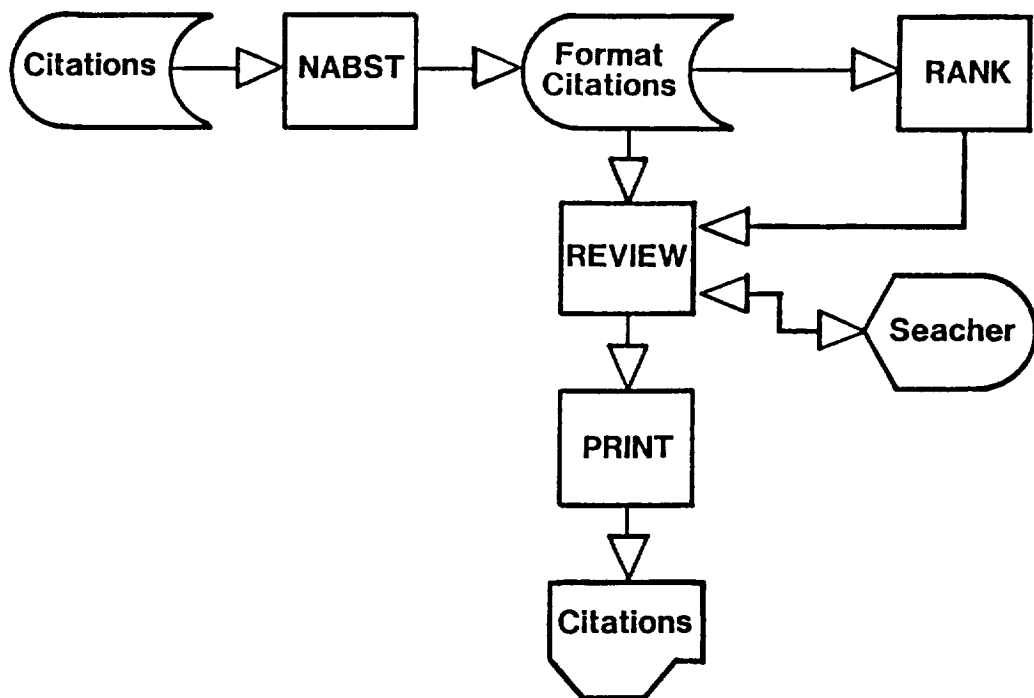 Citations
NABST
Format
Citations
RANK
REVIEW
Seacher
PRINT
Citations